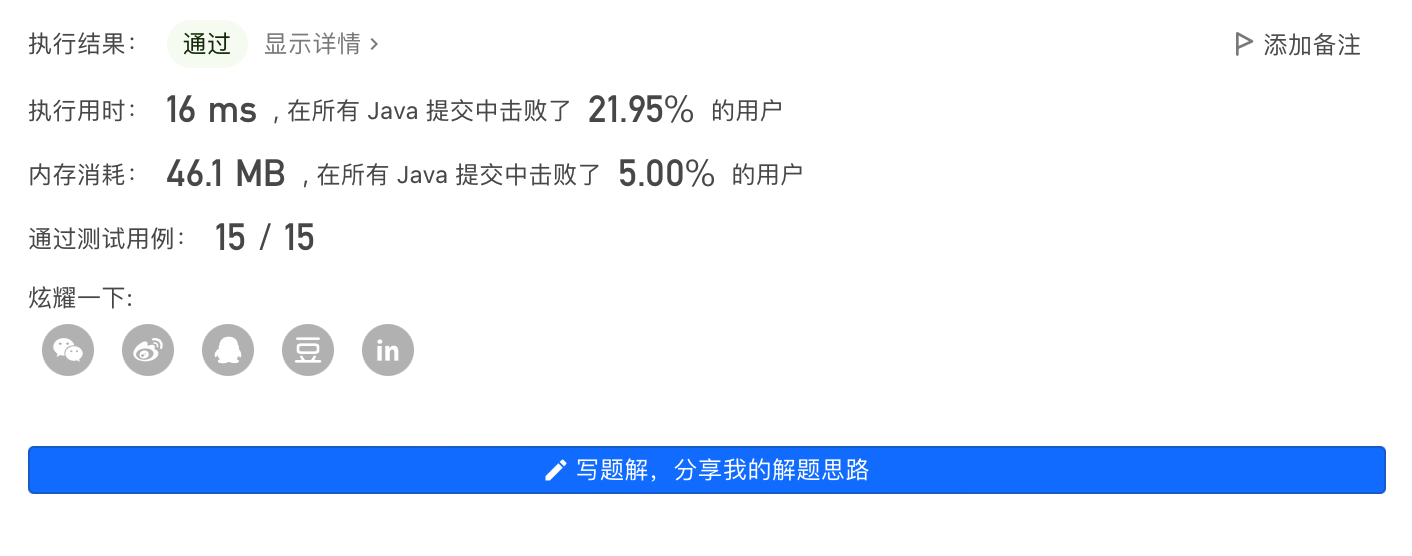 执行结果： 通过 显示详情 › 添加备注
执行用时： 16 ms , 在所有 Java 提交中击败了 21.95% 的用户
内存消耗： 46.1 MB , 在所有 Java 提交中击败了 5.00% 的用户
通过测试用例： 15 / 15
炫耀一下:
豆 in
写题解，分享我的解题思路